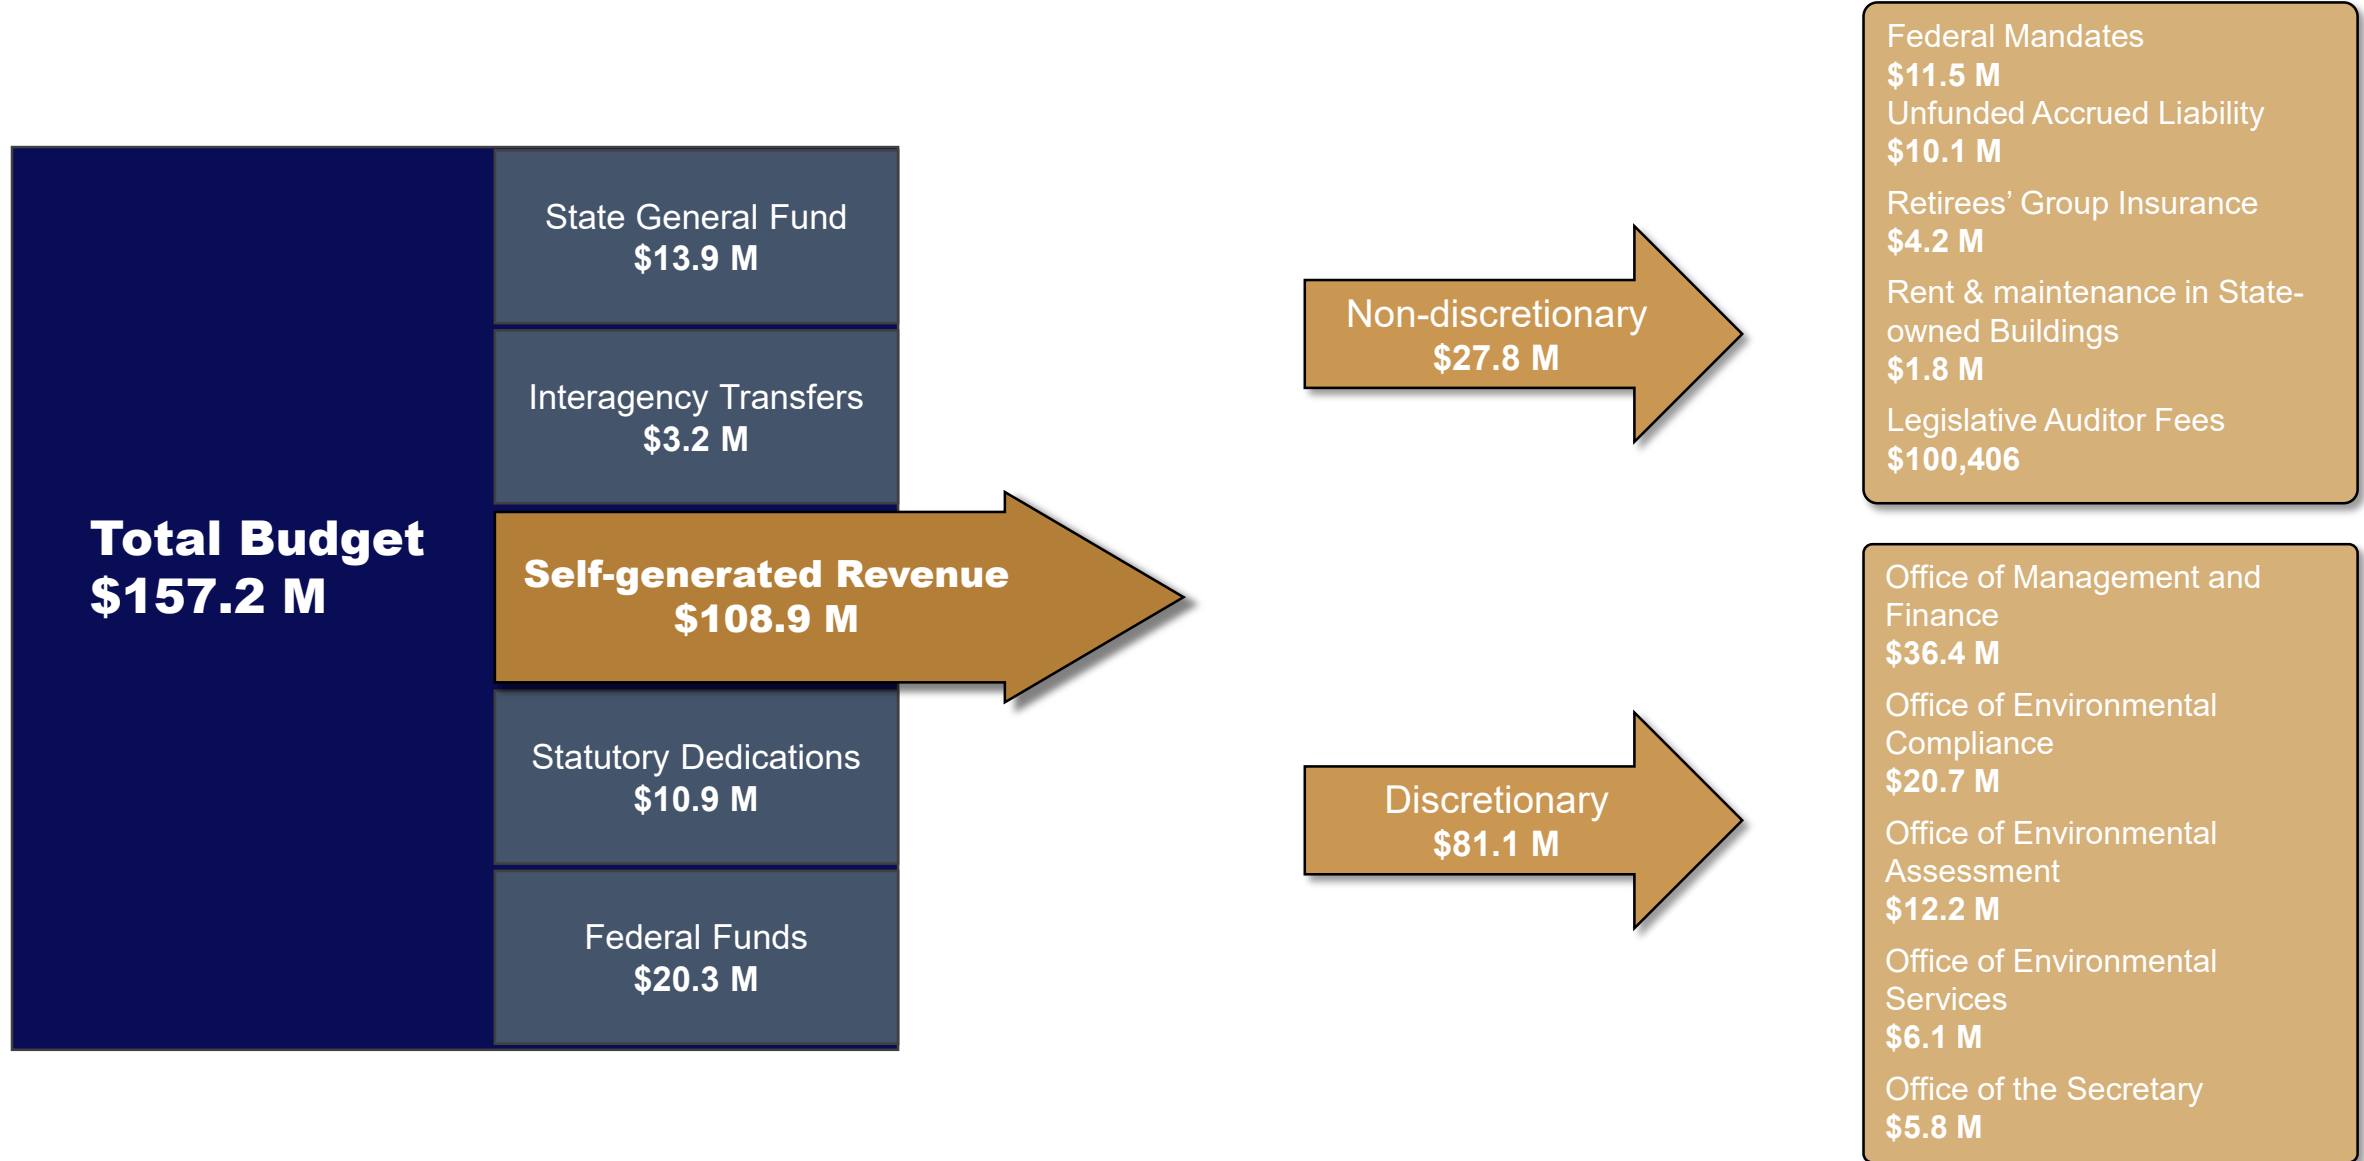 Total Budget
$157.2 M
State General Fund
$13.9 M
Interagency Transfers
$3.2 M
Self-generated Revenue
$108.9 M
Statutory Dedications
$10.9 M
Federal Funds
$20.3 M
Non-discretionary
$27.8 M
Discretionary
$81.1 M
Federal Mandates
$11.5 M
Unfunded Accrued Liability
$10.1 M
Retirees’ Group Insurance
$4.2 M
Rent & maintenance in State-
owned Buildings
$1.8 M
Legislative Auditor Fees
$100,406
Office of Management and
Finance
$36.4 M
Office of Environmental
Compliance
$20.7 M
Office of Environmental
Assessment
$12.2 M
Office of Environmental
Services
$6.1 M
Office of the Secretary
$5.8 M